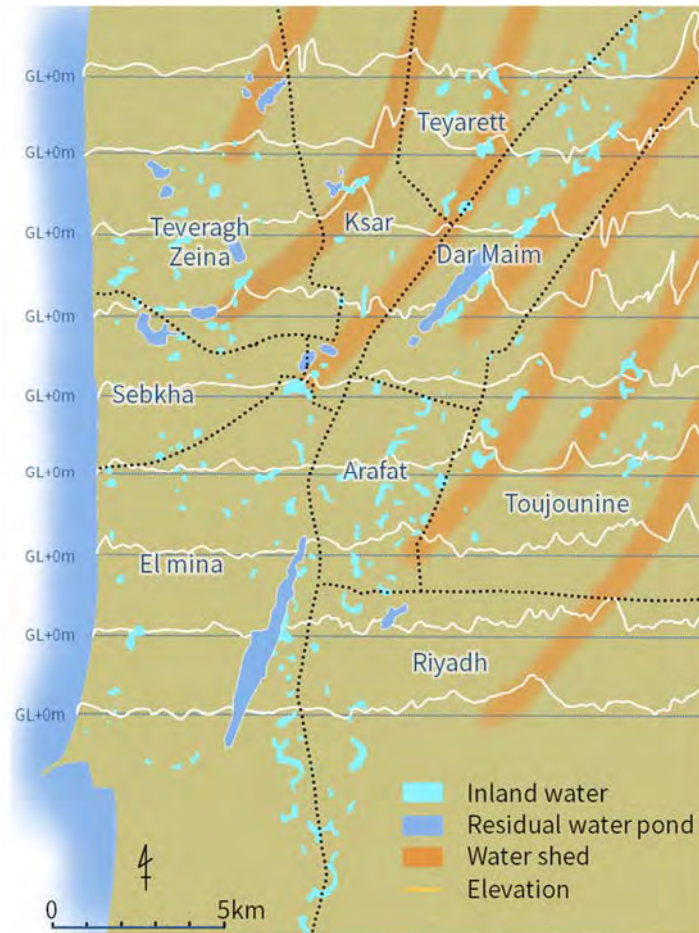 GL+0m
Teyarett
GL+0m
Teveragh
Zeina
Ksar
GL+0m
Dar Maim
GL+0m
Sebkha
GL+0m
Arafat
GL+0m
Toujounine
GL+0m
El mina
GL+0m
Riyadh
GL+0m
Inland water
Residual water pond
Water shed
Elevation
0 5km